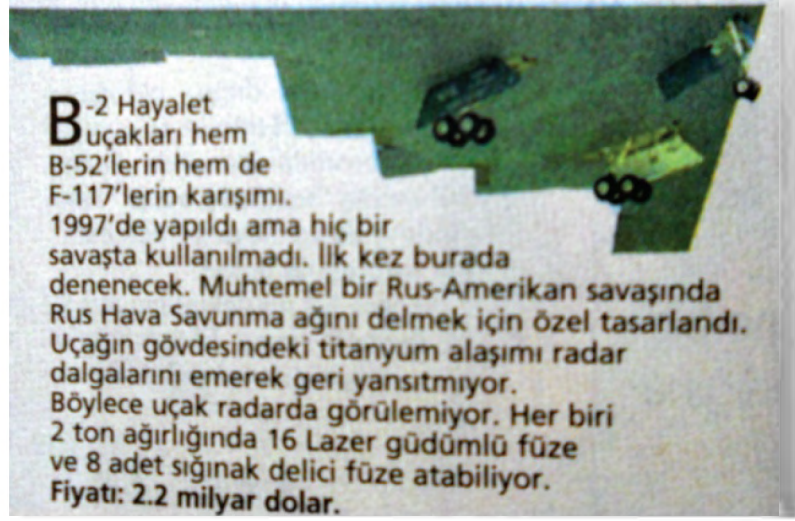 B-2 Hayalet
uçakları hem
B-52'lerin hem de
F-117'lerin karışımı.
1997'de yapıldı ama hiç bir
savaşta kullanılmadı. İlk kez burada
denenecek. Muhtemel bir Rus-Amerikan savaşında
Rus Hava Savunma ağını delmek için özel tasarlandı.
Uçağın gövdesindeki titanyum alaşımı radar
dalgalarını emerek geri yansıtmıyor.
Böylece uçak radarda görülemiyor. Her biri
2 ton ağırlığında 16 Lazer güdümlü füze
ve 8 adet sığınak delici füze atabiliyor.
Fiyatı: 2.2 milyar dolar.